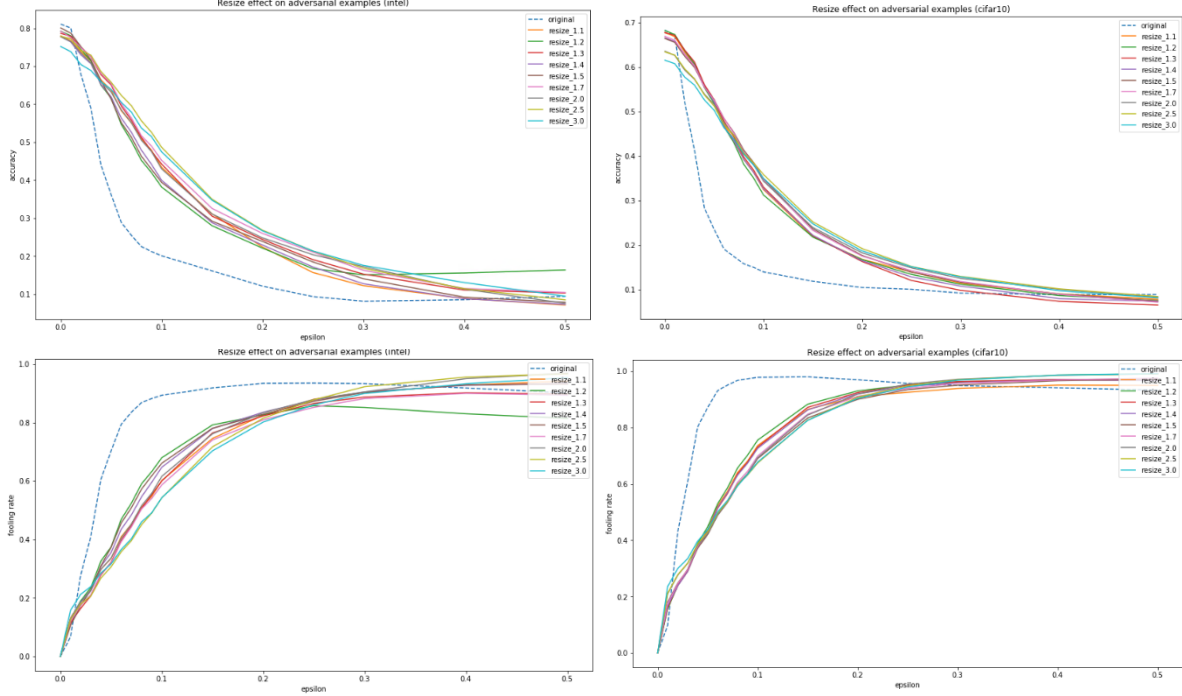 Resize effect on adversarial examples (intel)
original
resize_1.1
resize_1.2
resize_1.3
resize_1.4
resize_1.5
resize_1.7
resize_2.0
resize_2.5
resize_3.0
accuracy
0.8
0.7
0.6
0.5
0.4
0.3
0.2
0.1
0.0 0.1 0.2 0.3 0.4 0.5
epsilon
Resize effect on adversarial examples (cifar10)
original
resize_1.1
resize_1.2
resize_1.3
resize_1.4
resize_1.5
resize_1.7
resize_2.0
resize_2.5
resize_3.0
accuracy
0.7
0.6
0.5
0.4
0.3
0.2
0.1
0.0 0.1 0.2 0.3 0.4 0.5
epsilon
Resize effect on adversarial examples (intel)
original
resize_1.1
resize_1.2
resize_1.3
resize_1.4
resize_1.5
resize_1.7
resize_2.0
resize_2.5
resize_3.0
fooling rate
1.0
0.8
0.6
0.4
0.2
0.0
0.0 0.1 0.2 0.3 0.4 0.5
epsilon
Resize effect on adversarial examples (cifar10)
original
resize_1.1
resize_1.2
resize_1.3
resize_1.4
resize_1.5
resize_1.7
resize_2.0
resize_2.5
resize_3.0
fooling rate
1.0
0.8
0.6
0.4
0.2
0.0
0.0 0.1 0.2 0.3 0.4 0.5
epsilon